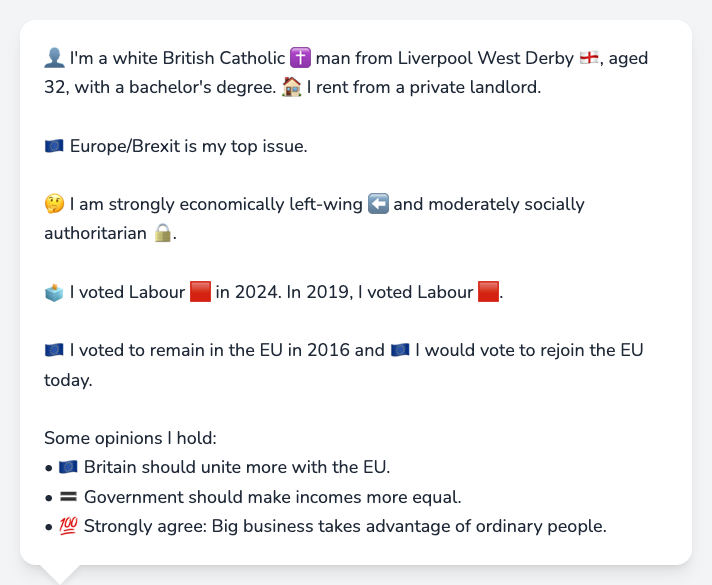 👤 I'm a white British Catholic ✝️ man from Liverpool West Derby 🏴󠁧󠁢󠁥󠁮󠁧󠁿, aged
32, with a bachelor's degree. 🏠 I rent from a private landlord.
🇪🇺 Europe/Brexit is my top issue.
🤔 I am strongly economically left-wing ⬅️ and moderately socially
authoritarian 🔒.
🗳️ I voted Labour 🟥 in 2024. In 2019, I voted Labour 🟥.
🇪🇺 I voted to remain in the EU in 2016 and 🇪🇺 I would vote to rejoin the EU
today.
Some opinions I hold:
• 🇪🇺 Britain should unite more with the EU.
• 🟰 Government should make incomes more equal.
• 💯 Strongly agree: Big business takes advantage of ordinary people.